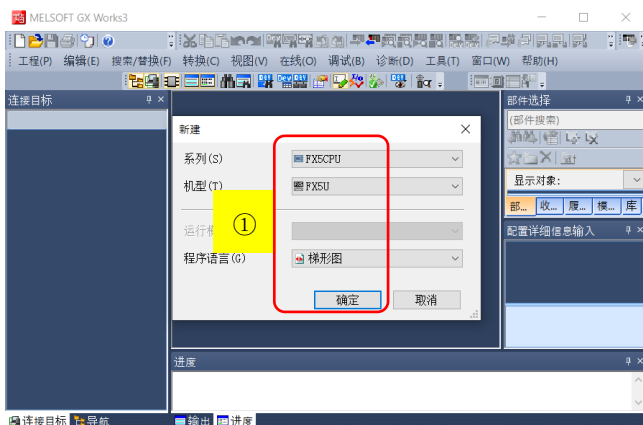 MELSOFT GX Works3
工程(P) 编辑(E) 搜索/替换(F) 转换(C) 视图(V) 在线(O) 调试(B) 诊断(D) 工具(T) 窗口(W) 帮助(H)
连接目标
部件选择
(部件搜索)
显示对象:
部... 收... 履... 模... 库
配置详细信息输入
新建
系列(S) FX5CPU
机型(T) FX5U
①
运行模
程序语言(G) 梯形图
确定 取消
进度
连接目标 导航 输出 进度